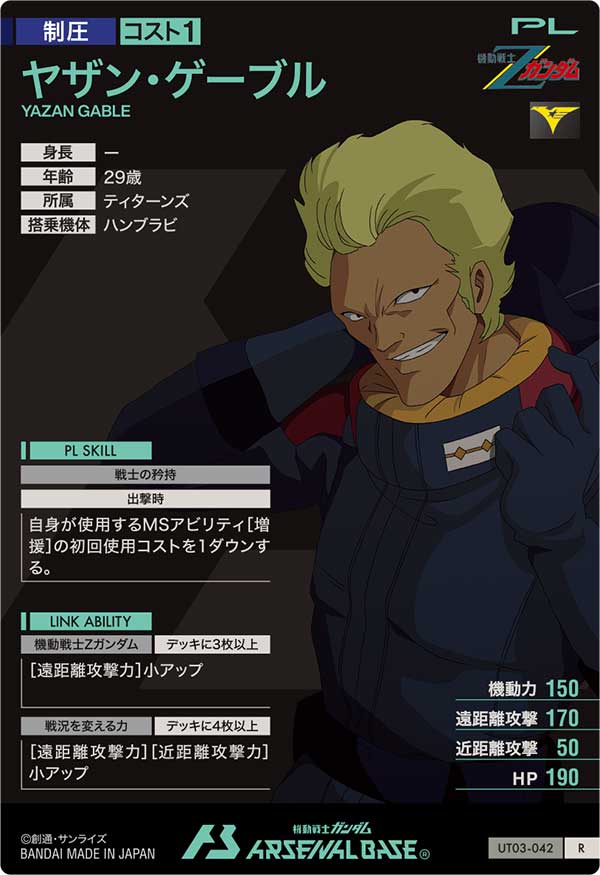 制圧 コスト1
PL
ヤザン・ゲーブル
YAZAN GABLE
機動戦士
Zガンダム
身長 ー
年齢 29歳
所属 ティターンズ
搭乗機体 ハンブラビ
PL SKILL
戦士の矜持
出撃時
自身が使用するMSアビリティ[増
援]の初回使用コストを1ダウンす
る。
LINK ABILITY
機動戦士Zガンダム デッキに3枚以上
[遠距離攻撃力]小アップ
戦況を変える力 デッキに4枚以上
[遠距離攻撃力][近距離攻撃力]
小アップ
機動力 150
遠距離攻撃 170
近距離攻撃 50
HP 190
©創通・サンライズ
BANDAI MADE IN JAPAN
機動戦士ガンダム
ARSENAL BASE®
UT03-042 R